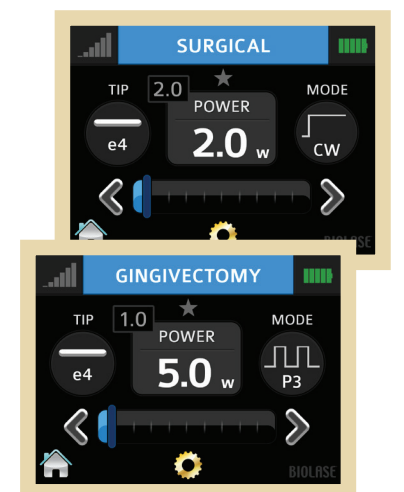 SURGICAL
TIP
2.0
POWER
MODE
e4
2.0 w
CW
BIOLASE
GINGIVECTOMY
TIP
1.0
POWER
MODE
e4
5.0 w
P3
BIOLASE